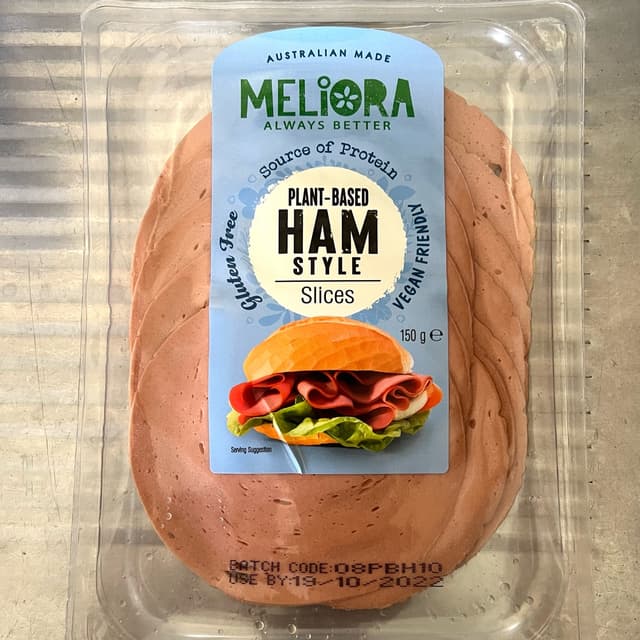 AUSTRALIAN MADE
MELiORA
ALWAYS BETTER
Source of Protein
Gluten Free
PLANT-BASED
HAM
STYLE
Slices
VEGAN FRIENDLY
150 g ℮
Serving Suggestion
BATCH CODE:08PBH10
USE BY:19/10/2022